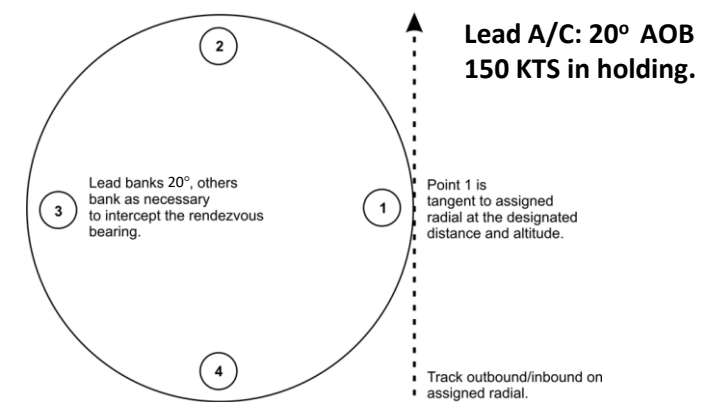 Lead A/C: 20° AOB
150 KTS in holding.
2
Lead banks 20°, others
bank as necessary
to intercept the rendezvous
bearing.
3
1
Point 1 is
tangent to assigned
radial at the designated
distance and altitude.
4
Track outbound/inbound on
assigned radial.